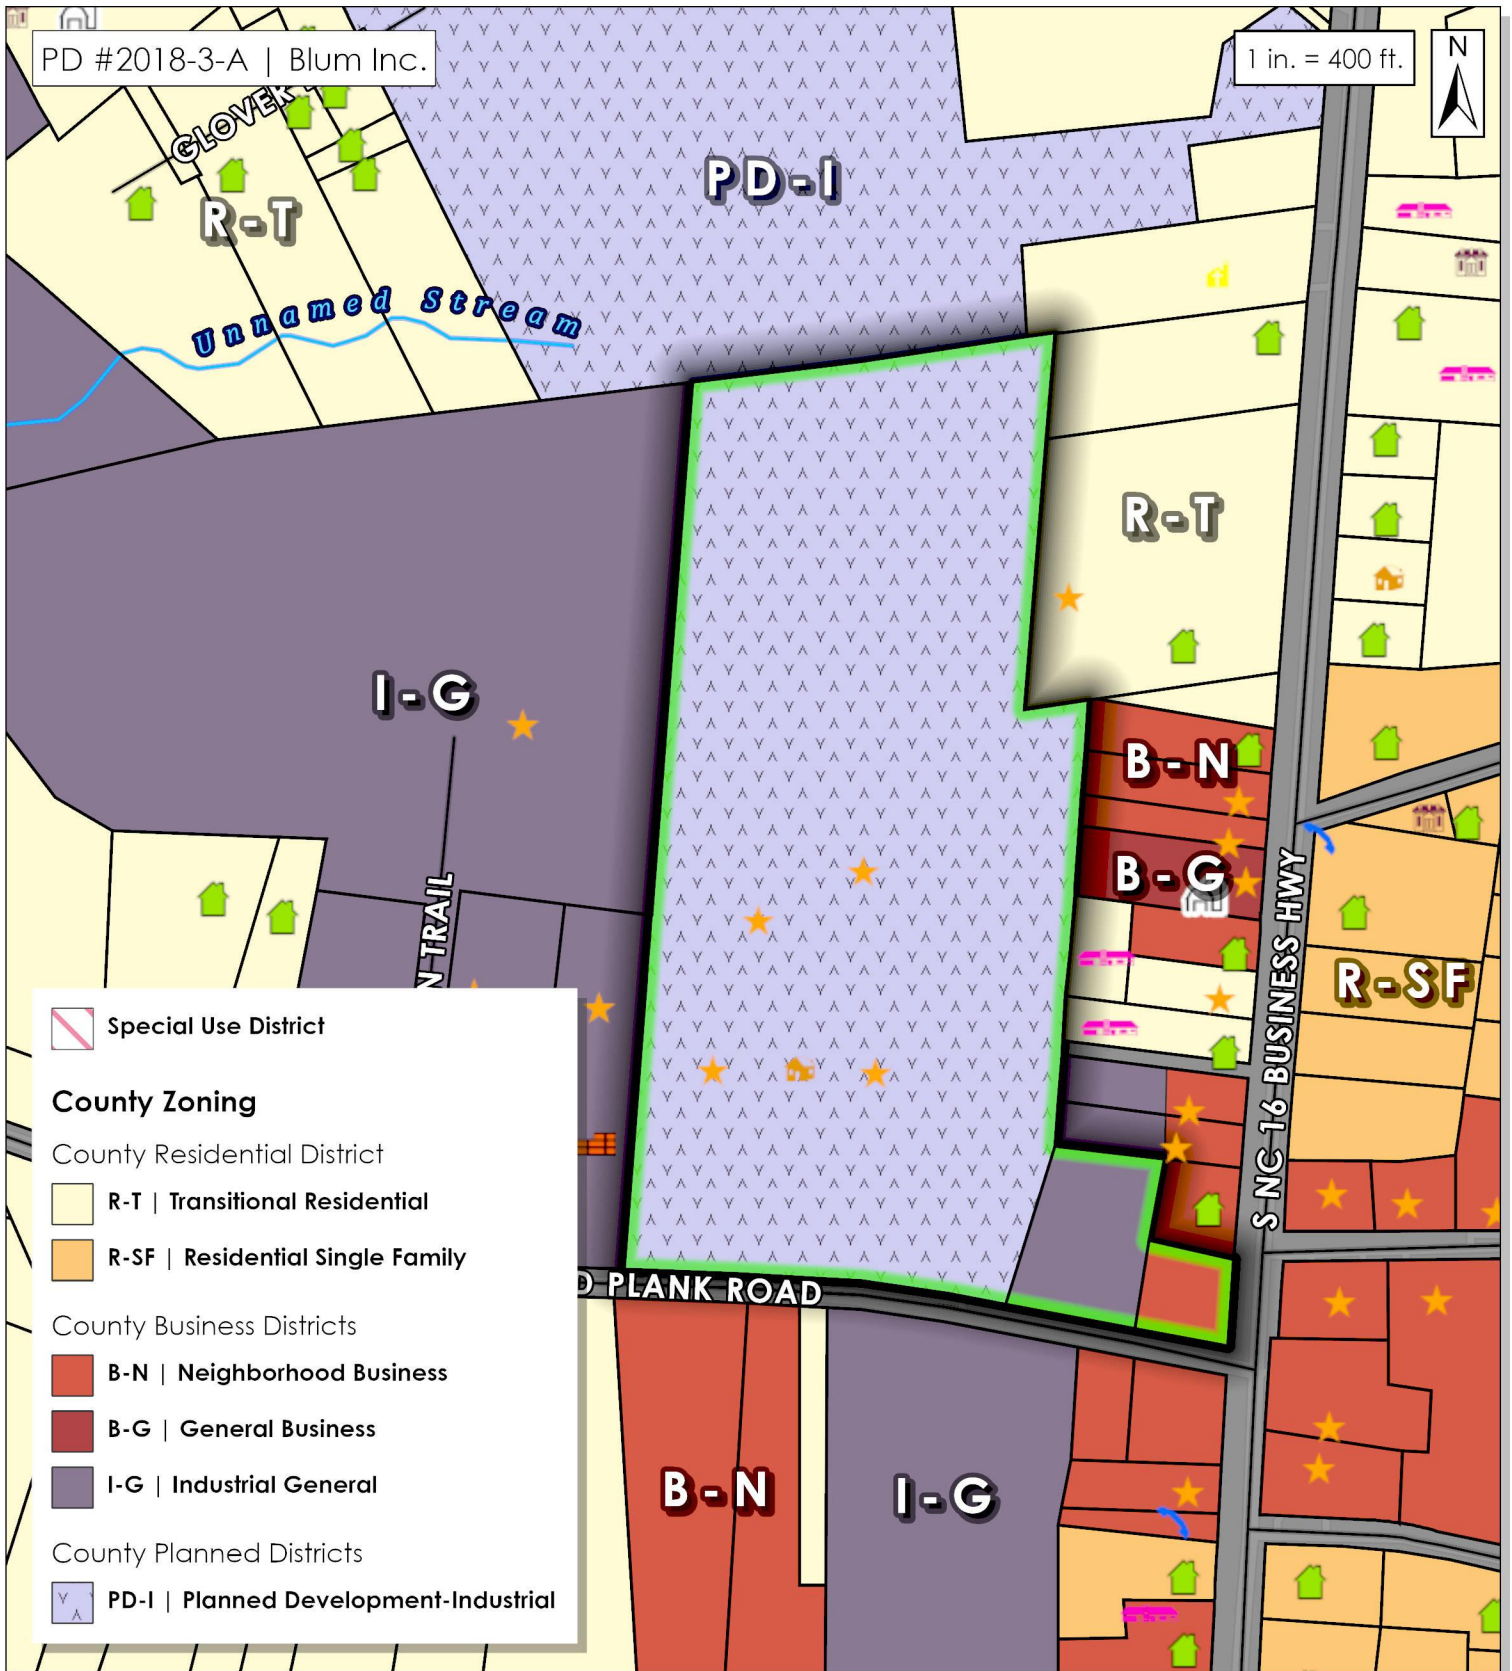 PD #2018-3-A | Blum Inc.
1 in. = 400 ft.
N
GLOVER
PD-I
R-T
Unnamed Stream
R-T
I-G
B-N
B-G
N TRAIL
R-SF
S NC 16 BUSINESS HWY
D PLANK ROAD
B-N
I-G
Special Use District
County Zoning
County Residential District
R-T | Transitional Residential
R-SF | Residential Single Family
County Business Districts
B-N | Neighborhood Business
B-G | General Business
I-G | Industrial General
County Planned Districts
PD-I | Planned Development-Industrial